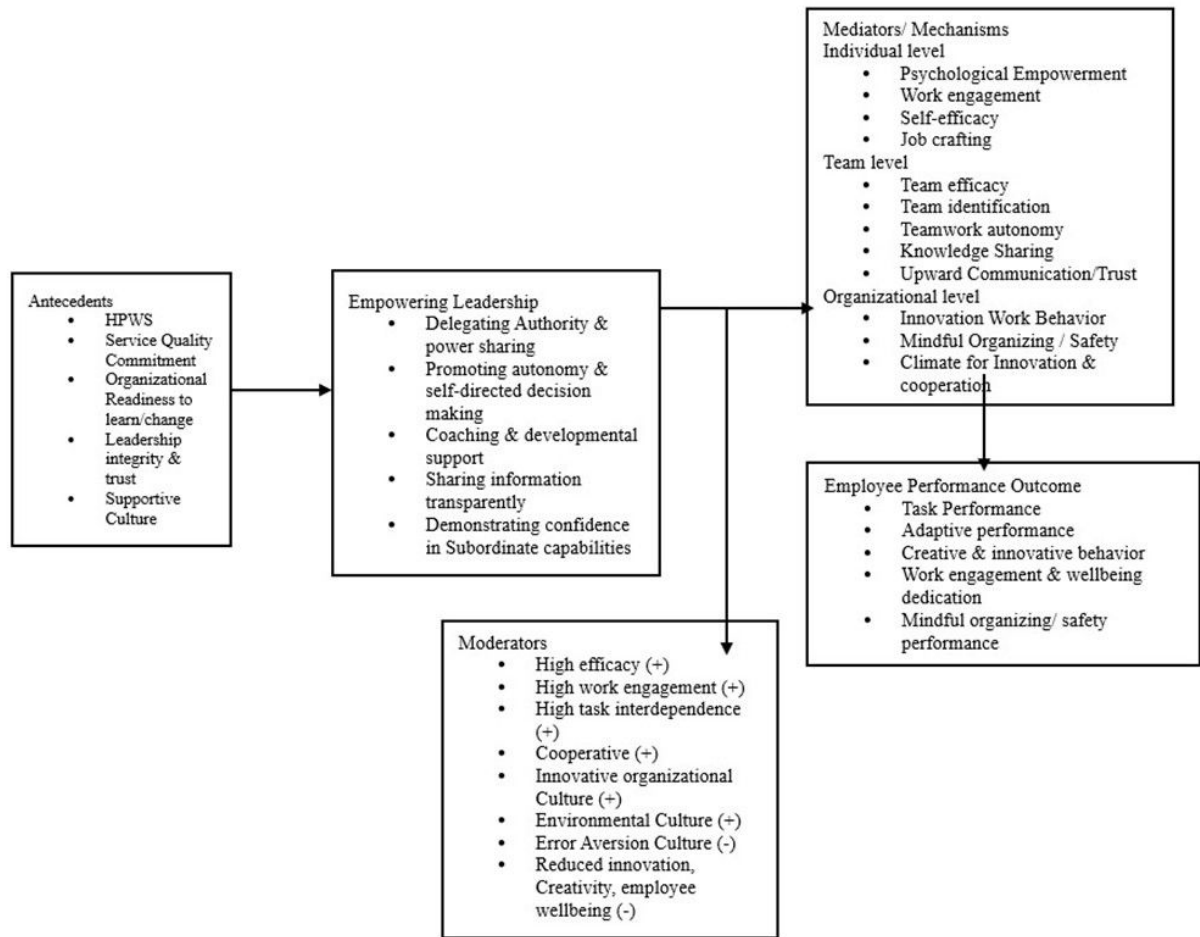 Antecedents
• HPWS
• Service Quality
Commitment
• Organizational
Readiness to
learn/change
• Leadership
integrity &
trust
• Supportive
Culture
Empowering Leadership
• Delegating Authority &
power sharing
• Promoting autonomy &
self-directed decision
making
• Coaching & developmental
support
• Sharing information
transparently
• Demonstrating confidence
in Subordinate capabilities
Mediators/ Mechanisms
Individual level
• Psychological Empowerment
• Work engagement
• Self-efficacy
• Job crafting
Team level
• Team efficacy
• Team identification
• Teamwork autonomy
• Knowledge Sharing
• Upward Communication/Trust
Organizational level
• Innovation Work Behavior
• Mindful Organizing / Safety
• Climate for Innovation &
cooperation
Employee Performance Outcome
• Task Performance
• Adaptive performance
• Creative & innovative behavior
• Work engagement & wellbeing
dedication
• Mindful organizing/ safety
performance
Moderators
• High efficacy (+)
• High work engagement (+)
• High task interdependence
(+)
• Cooperative (+)
• Innovative organizational
Culture (+)
• Environmental Culture (+)
• Error Aversion Culture (-)
• Reduced innovation,
Creativity, employee
wellbeing (-)